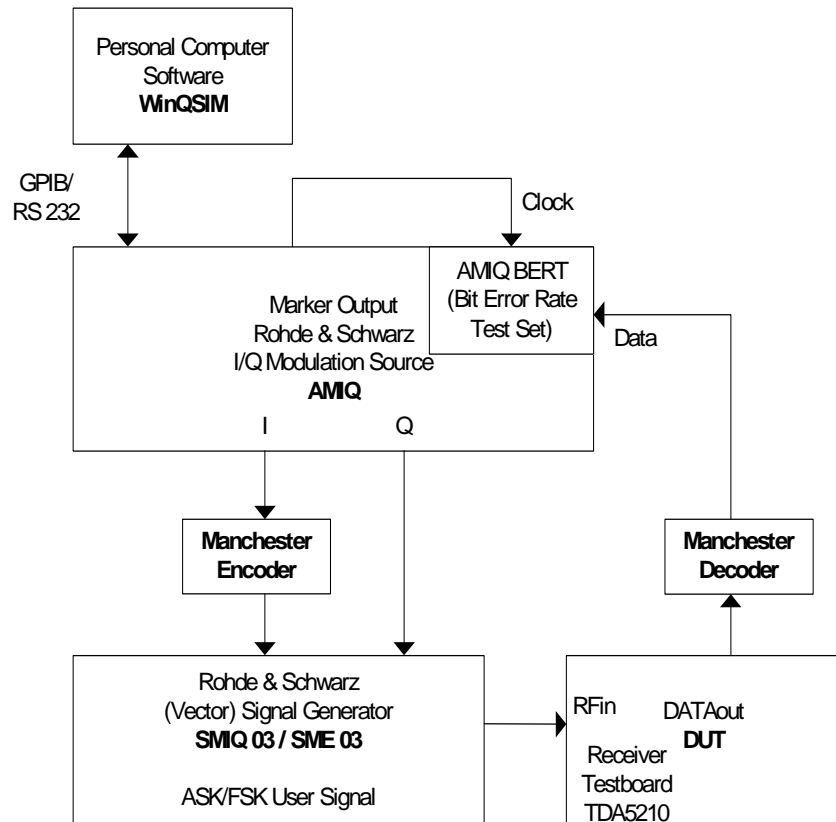 Personal Computer
Software
WinQSIM
GPIB/
RS 232
Clock
AMIQ BERT
(Bit Error Rate
Test Set)
Data
Marker Output
Rohde & Schwarz
I/Q Modulation Source
AMIQ
I
Q
Manchester
Encoder
Manchester
Decoder
Rohde & Schwarz
(Vector) Signal Generator
SMIQ 03 / SME 03
ASK/FSK User Signal
RFin
DATAout
DUT
Receiver
Testboard
TDA5210